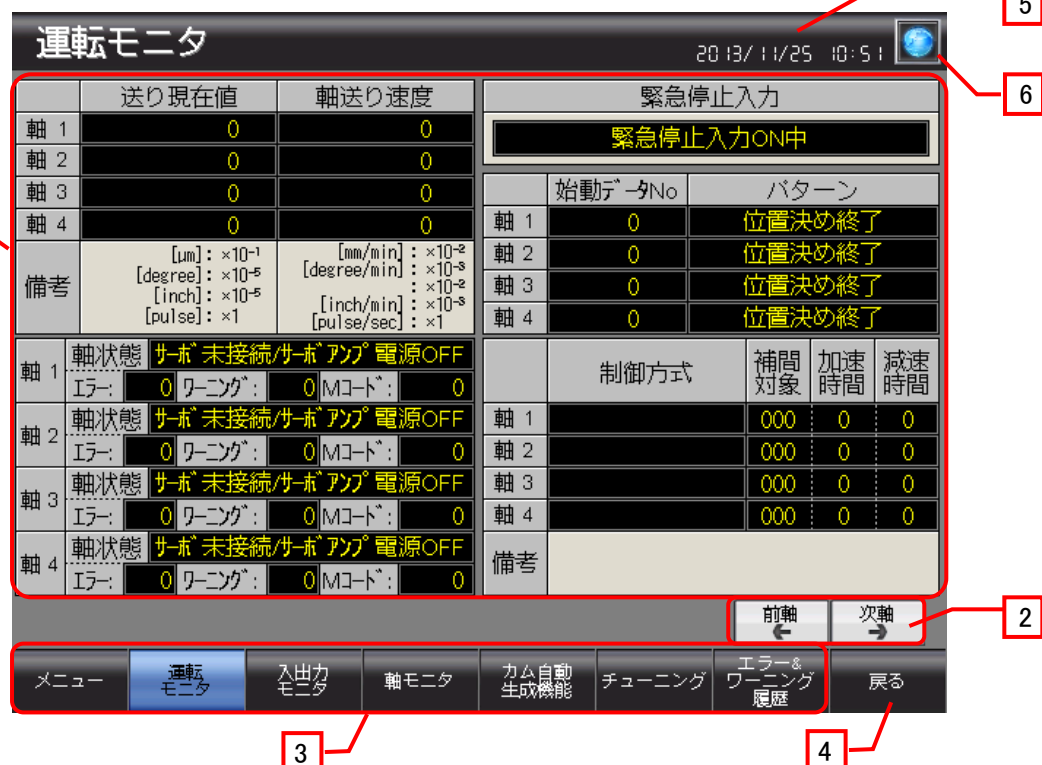 5
運転モニタ
2013/11/25 10:51
6
送り現在値 軸送り速度
軸 1 0 0
軸 2 0 0
軸 3 0 0
軸 4 0 0
備考
[μm]: ×10⁻¹
[degree]: ×10⁻⁵
[inch]: ×10⁻⁵
[pulse]: ×1
[mm/min]: ×10⁻²
[degree/min]: ×10⁻³
: ×10⁻²
[inch/min]: ×10⁻³
[pulse/sec]: ×1
緊急停止入力
緊急停止入力ON中
始動ﾃﾞｰﾀNo パターン
軸 1 0 位置決め終了
軸 2 0 位置決め終了
軸 3 0 位置決め終了
軸 4 0 位置決め終了
軸 1 軸状態 ｻｰﾎﾞ未接続/ｻｰﾎﾞｱﾝﾌﾟ電源OFF
ｴﾗｰ: 0 ﾜｰﾆﾝｸﾞ: 0 Mｺｰﾄﾞ: 0
軸 2 軸状態 ｻｰﾎﾞ未接続/ｻｰﾎﾞｱﾝﾌﾟ電源OFF
ｴﾗｰ: 0 ﾜｰﾆﾝｸﾞ: 0 Mｺｰﾄﾞ: 0
軸 3 軸状態 ｻｰﾎﾞ未接続/ｻｰﾎﾞｱﾝﾌﾟ電源OFF
ｴﾗｰ: 0 ﾜｰﾆﾝｸﾞ: 0 Mｺｰﾄﾞ: 0
軸 4 軸状態 ｻｰﾎﾞ未接続/ｻｰﾎﾞｱﾝﾌﾟ電源OFF
ｴﾗｰ: 0 ﾜｰﾆﾝｸﾞ: 0 Mｺｰﾄﾞ: 0
制御方式 補間対象 加速時間 減速時間
軸 1 000 0 0
軸 2 000 0 0
軸 3 000 0 0
軸 4 000 0 0
備考
前軸 ← 次軸 →
2
メニュー 運転モニタ 入出力モニタ 軸モニタ カム自動生成機能 チューニング エラー&ワーニング履歴 戻る
3
4